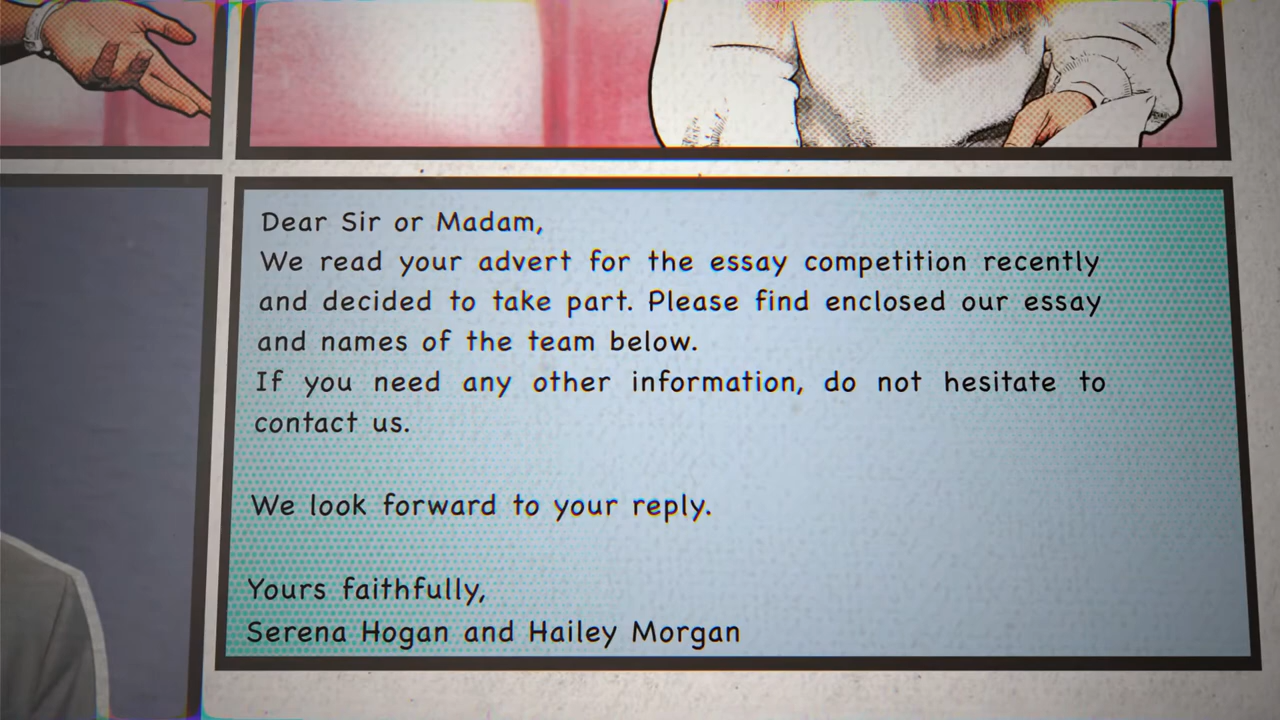 Dear Sir or Madam,
We read your advert for the essay competition recently
and decided to take part. Please find enclosed our essay
and names of the team below.
If you need any other information, do not hesitate to
contact us.
We look forward to your reply.
Yours faithfully,
Serena Hogan and Hailey Morgan